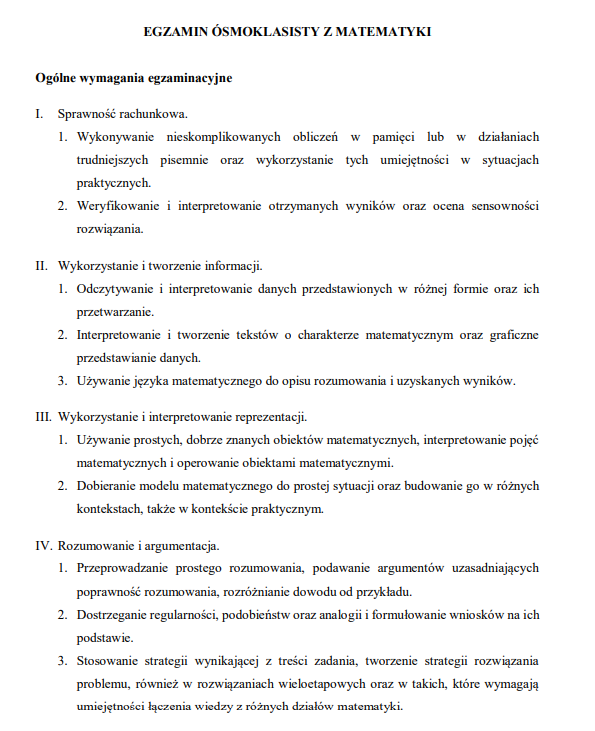 EGZAMIN ÓSMOKLASISTY Z MATEMATYKI
Ogólne wymagania egzaminacyjne
I. Sprawność rachunkowa.
1. Wykonywanie nieskomplikowanych obliczeń w pamięci lub w działaniach
trudniejszych pisemnie oraz wykorzystanie tych umiejętności w sytuacjach
praktycznych.
2. Weryfikowanie i interpretowanie otrzymanych wyników oraz ocena sensowności
rozwiązania.
II. Wykorzystanie i tworzenie informacji.
1. Odczytywanie i interpretowanie danych przedstawionych w różnej formie oraz ich
przetwarzanie.
2. Interpretowanie i tworzenie tekstów o charakterze matematycznym oraz graficzne
przedstawianie danych.
3. Używanie języka matematycznego do opisu rozumowania i uzyskanych wyników.
III. Wykorzystanie i interpretowanie reprezentacji.
1. Używanie prostych, dobrze znanych obiektów matematycznych, interpretowanie pojęć
matematycznych i operowanie obiektami matematycznymi.
2. Dobieranie modelu matematycznego do prostej sytuacji oraz budowanie go w różnych
kontekstach, także w kontekście praktycznym.
IV. Rozumowanie i argumentacja.
1. Przeprowadzanie prostego rozumowania, podawanie argumentów uzasadniających
poprawność rozumowania, rozróżnianie dowodu od przykładu.
2. Dostrzeganie regularności, podobieństw oraz analogii i formułowanie wniosków na ich
podstawie.
3. Stosowanie strategii wynikającej z treści zadania, tworzenie strategii rozwiązania
problemu, również w rozwiązaniach wieloetapowych oraz w takich, które wymagają
umiejętności łączenia wiedzy z różnych działów matematyki.